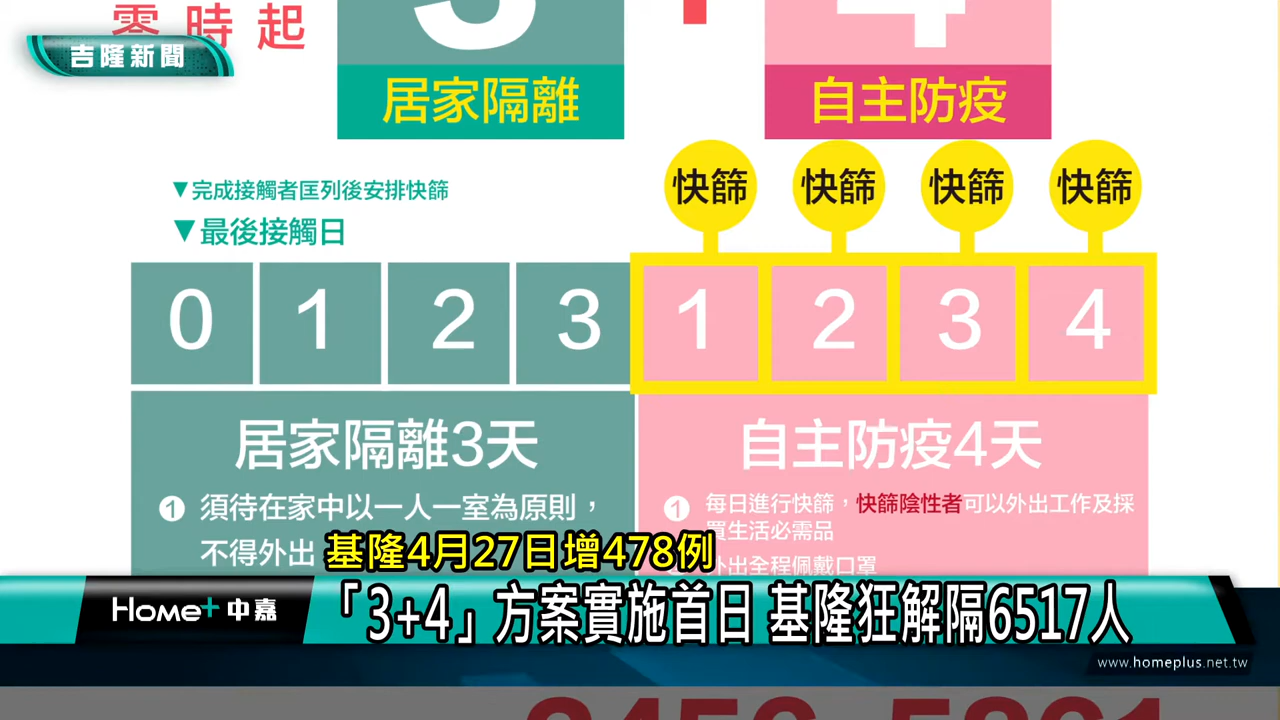 零時起
吉隆新聞
3 + 4
居家隔離
自主防疫
▼完成接觸者匡列後安排快篩
▼最後接觸日
快篩 快篩 快篩 快篩
0 1 2 3 1 2 3 4
居家隔離3天
① 須待在家中以一人一室為原則，
不得外出
自主防疫4天
① 每日進行快篩，快篩陰性者可以外出工作及採
買生活必需品
外出全程佩戴口罩
基隆4月27日增478例
Home+中嘉
「3+4」方案實施首日 基隆狂解隔6517人
www.homeplus.net.tw